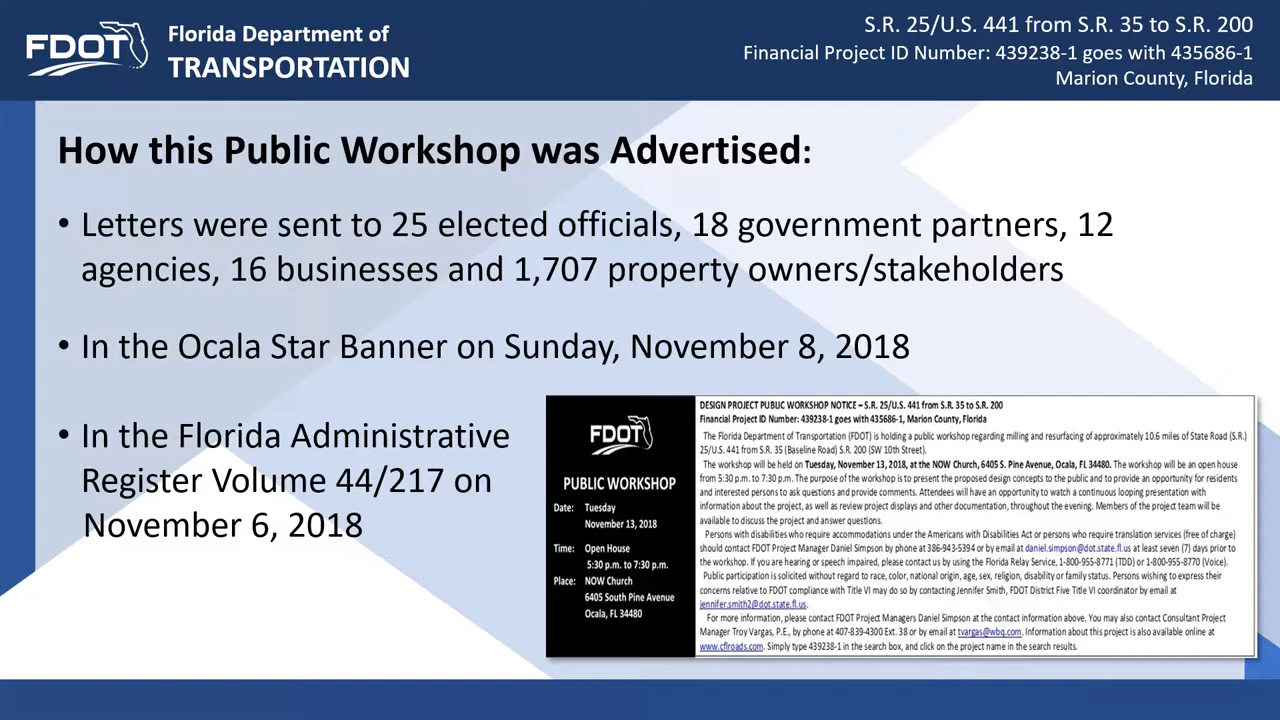 FDOT
Florida Department of
TRANSPORTATION
S.R. 25/U.S. 441 from S.R. 35 to S.R. 200
Financial Project ID Number: 439238-1 goes with 435686-1
Marion County, Florida
How this Public Workshop was Advertised:
• Letters were sent to 25 elected officials, 18 government partners, 12
agencies, 16 businesses and 1,707 property owners/stakeholders
• In the Ocala Star Banner on Sunday, November 8, 2018
• In the Florida Administrative
Register Volume 44/217 on
November 6, 2018
FDOT
PUBLIC WORKSHOP
Date: Tuesday
November 13, 2018
Time: Open House
5:30 p.m. to 7:30 p.m.
Place: NOW Church
6405 South Pine Avenue
Ocala, FL 34480
DESIGN PROJECT PUBLIC WORKSHOP NOTICE – S.R. 25/U.S. 441 from S.R. 35 to S.R. 200
Financial Project ID Number: 439238-1 goes with 435686-1, Marion County, Florida
The Florida Department of Transportation (FDOT) is holding a public workshop regarding milling and resurfacing of approximately 10.6 miles of State Road (S.R.)
25/U.S. 441 from S.R. 35 (Baseline Road) S.R. 200 (SW 10th Street).
The workshop will be held on Tuesday, November 13, 2018, at the NOW Church, 6405 S. Pine Avenue, Ocala, FL 34480. The workshop will be an open house
from 5:30 p.m. to 7:30 p.m. The purpose of the workshop is to present the proposed design concepts to the public and to provide an opportunity for residents
and interested persons to ask questions and provide comments. Attendees will have an opportunity to watch a continuous looping presentation with
information about the project, as well as review project displays and other documentation, throughout the evening. Members of the project team will be
available to discuss the project and answer questions.
Persons with disabilities who require accommodations under the Americans with Disabilities Act or persons who require translation services (free of charge)
should contact FDOT Project Manager Daniel Simpson by phone at 386-943-5394 or by email at daniel.simpson@dot.state.fl.us at least seven (7) days prior to
the workshop. If you are hearing or speech impaired, please contact us by using the Florida Relay Service, 1-800-955-8771 (TDD) or 1-800-955-8770 (Voice).
Public participation is solicited without regard to race, color, national origin, age, sex, religion, disability or family status. Persons wishing to express their
concerns relative to FDOT compliance with Title VI may do so by contacting Jennifer Smith, FDOT District Five Title VI coordinator by email at
jennifer.smith2@dot.state.fl.us.
For more information, please contact FDOT Project Managers Daniel Simpson at the contact information above. You may also contact Consultant Project
Manager Troy Vargas, P.E., by phone at 407-839-4300 Ext. 38 or by email at tvargas@wbq.com. Information about this project is also available online at
www.cflroads.com. Simply type 439238-1 in the search box, and click on the project name in the search results.